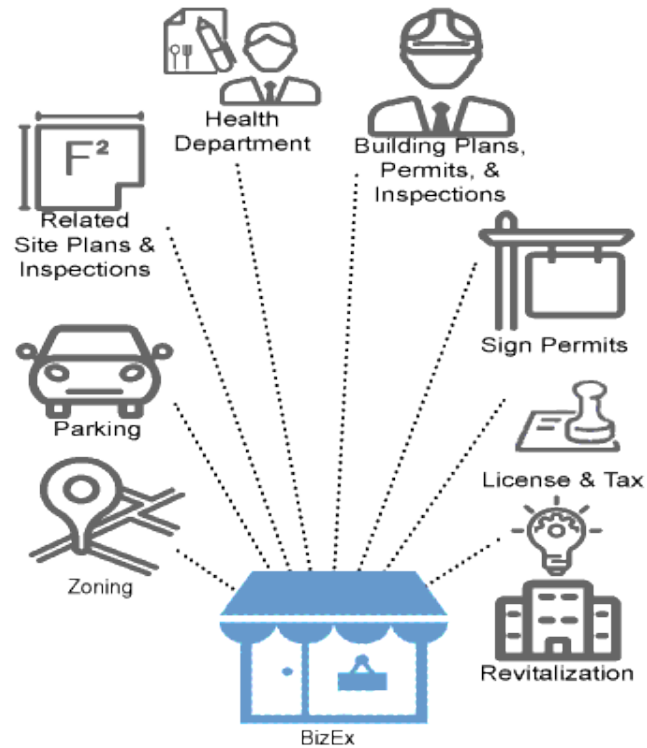 Health
Department
Building Plans,
Permits, &
Inspections
F²
Related
Site Plans &
Inspections
Sign Permits
Parking
License & Tax
Zoning
Revitalization
BizEx